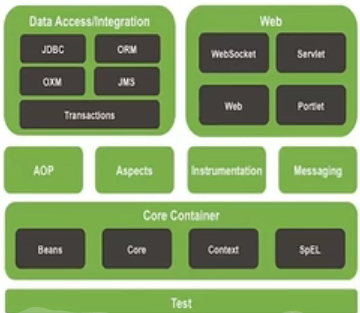 Data Access/Integration
JDBC ORM
OXM JMS
Transactions
Web
WebSocket Servlet
Web Portlet
AOP Aspects Instrumentation Messaging
Core Container
Beans Core Context SpEL
Test